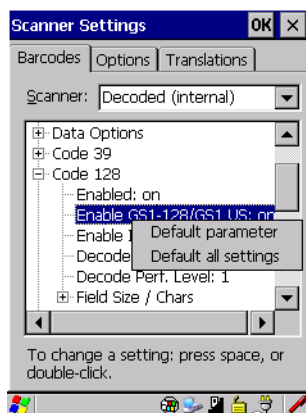 Scanner Settings OK ×
Barcodes Options Translations
Scanner: Decoded (internal)
Data Options
Code 39
Code 128
Enabled: on
Enable GS1-128/GS1 US: on
Enable
Default parameter
Decode
Default all settings
Decode Perf. Level: 1
Field Size / Chars
To change a setting: press space, or
double-click.